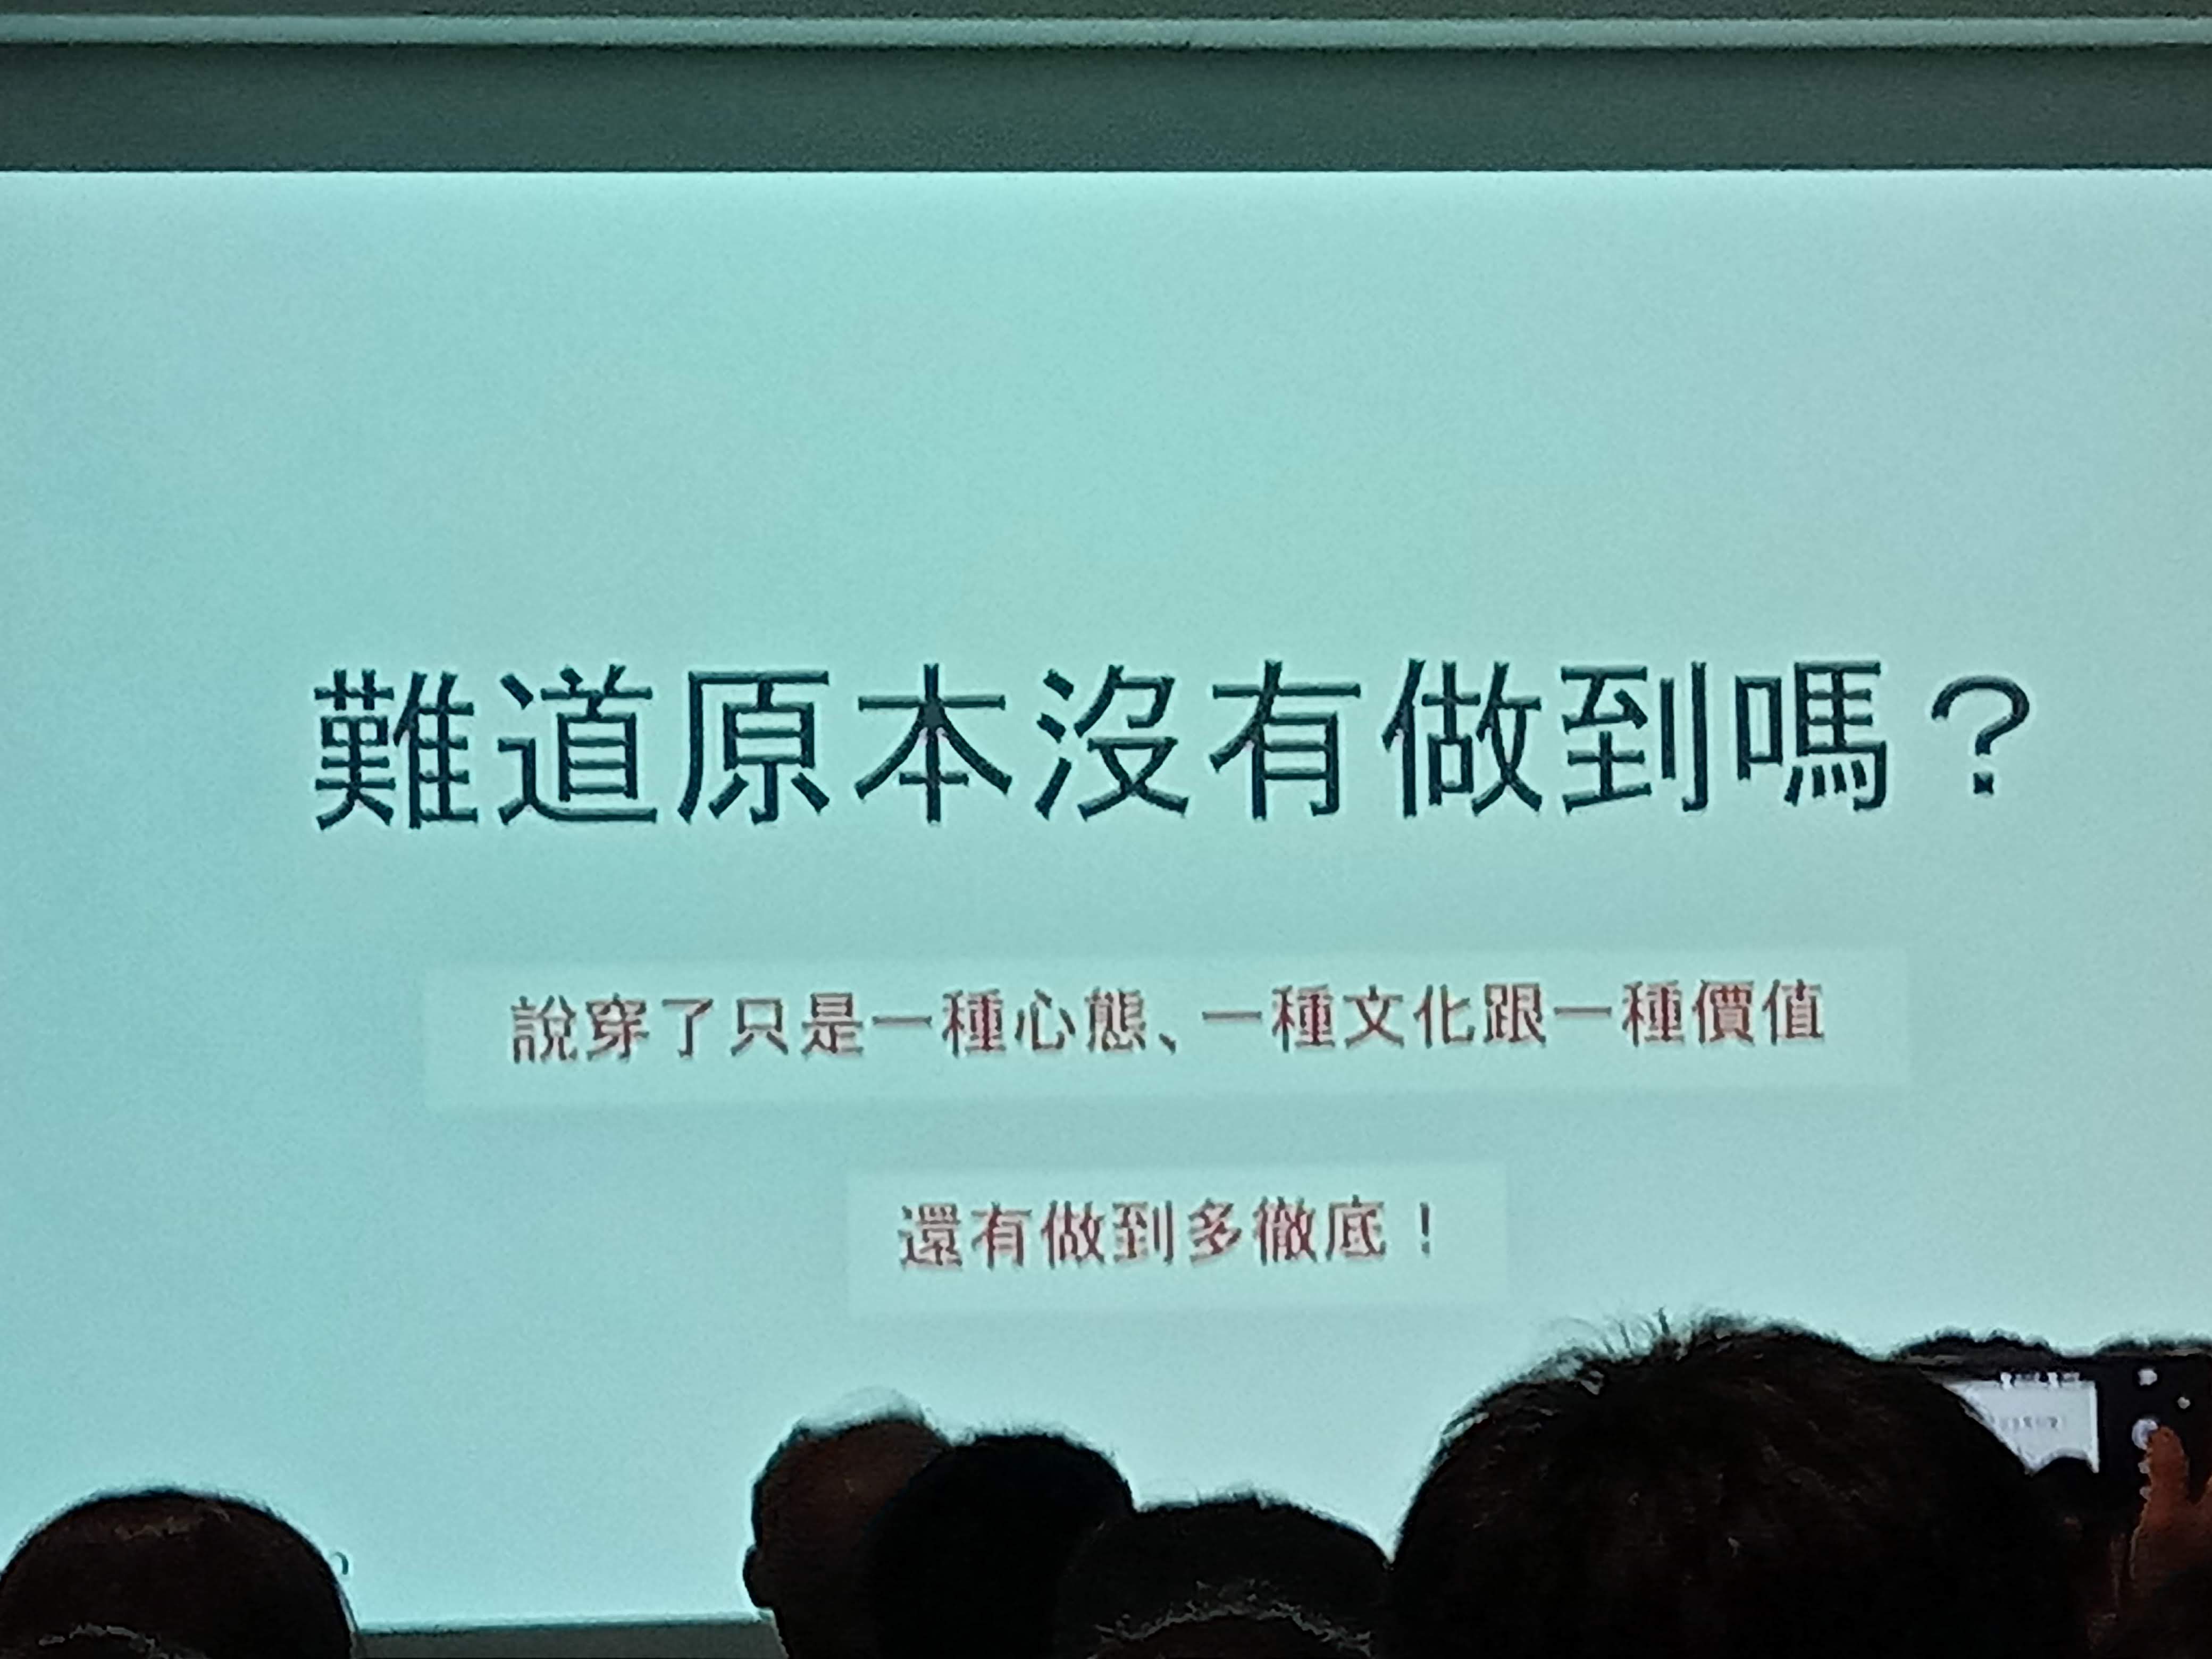 難道原本沒有做到嗎？
說穿了只是一種心態、一種文化跟一種價值
還有做到多徹底！